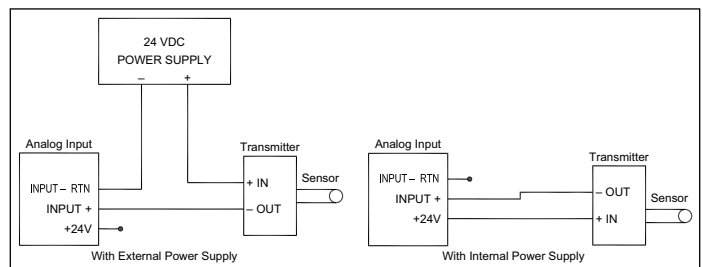 24 VDC
POWER SUPPLY
– +
Analog Input
INPUT – RTN
INPUT +
+24V
Transmitter
+ IN
– OUT
Sensor
With External Power Supply
Analog Input
INPUT – RTN
INPUT +
+24V
Transmitter
– OUT
+ IN
Sensor
With Internal Power Supply